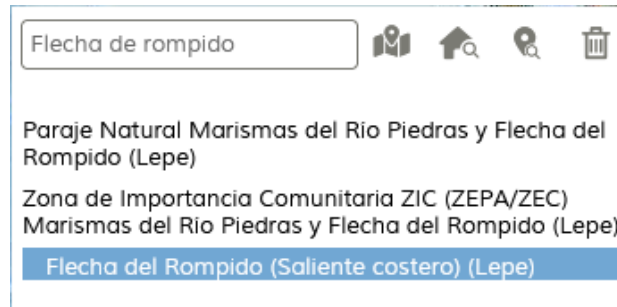 Flecha de rompido
Paraje Natural Marismas del Río Piedras y Flecha del
Rompido (Lepe)
Zona de Importancia Comunitaria ZIC (ZEPA/ZEC)
Marismas del Río Piedras y Flecha del Rompido (Lepe)
Flecha del Rompido (Saliente costero) (Lepe)